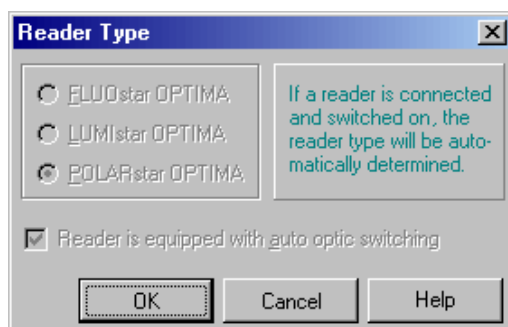 Reader Type
FLUOstar OPTIMA
LUMIstar OPTIMA
POLARstar OPTIMA
If a reader is connected
and switched on, the
reader type will be auto-
matically determined.
Reader is equipped with auto optic switching
OK
Cancel
Help